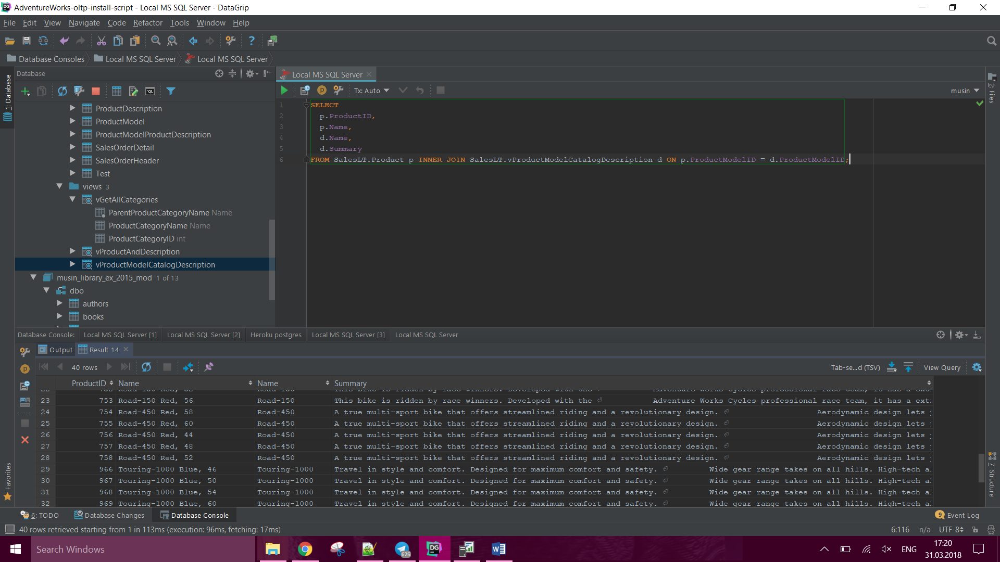 AdventureWorks-oltp-install-script - Local MS SQL Server - DataGrip
File Edit View Navigate Code Refactor Tools Window Help
Database Consoles Local MS SQL Server Local MS SQL Server
1: Database
Database
ProductDescription
ProductModel
ProductModelProductDescription
SalesOrderDetail
SalesOrderHeader
Test
views 3
vGetAllCategories
ParentProductCategoryName Name
ProductCategoryName Name
ProductCategoryID int
vProductAndDescription
vProductModelCatalogDescription
musin_library_ex_2015_mod 1 of 13
dbo
authors
books
Local MS SQL Server
Tx: Auto
musin
2: Files
1 SELECT
2 p.ProductID,
3 p.Name,
4 d.Name,
5 d.Summary
6 FROM SalesLT.Product p INNER JOIN SalesLT.vProductModelCatalogDescription d ON p.ProductModelID = d.ProductModelID;
Database Console: Local MS SQL Server [1] Local MS SQL Server [2] Heroku postgres Local MS SQL Server [3] Local MS SQL Server
Output Result 14
40 rows
Tab-se...d (TSV) View Query
ProductID Name Name Summary
23 753 Road-150 Red, 56 Road-150 This bike is ridden by race winners. Developed with the Adventure Works Cycles professional race team, it has a ext
24 754 Road-450 Red, 58 Road-450 A true multi-sport bike that offers streamlined riding and a revolutionary design. Aerodynamic design lets
25 755 Road-450 Red, 60 Road-450 A true multi-sport bike that offers streamlined riding and a revolutionary design. Aerodynamic design lets
26 756 Road-450 Red, 44 Road-450 A true multi-sport bike that offers streamlined riding and a revolutionary design. Aerodynamic design lets
27 757 Road-450 Red, 48 Road-450 A true multi-sport bike that offers streamlined riding and a revolutionary design. Aerodynamic design lets
28 758 Road-450 Red, 52 Road-450 A true multi-sport bike that offers streamlined riding and a revolutionary design. Aerodynamic design lets
29 966 Touring-1000 Blue, 46 Touring-1000 Travel in style and comfort. Designed for maximum comfort and safety. Wide gear range takes on all hills. High-tech al
30 967 Touring-1000 Blue, 50 Touring-1000 Travel in style and comfort. Designed for maximum comfort and safety. Wide gear range takes on all hills. High-tech al
31 968 Touring-1000 Blue, 54 Touring-1000 Travel in style and comfort. Designed for maximum comfort and safety. Wide gear range takes on all hills. High-tech al
32 969 Touring-1000 Blue, 60 Touring-1000 Travel in style and comfort. Designed for maximum comfort and safety. Wide gear range takes on all hills. High-tech al
Favorites
7: Structure
6: TODO Database Changes Database Console
9 Event Log
40 rows retrieved starting from 1 in 113ms (execution: 96ms, fetching: 17ms)
6:116 n/a UTF-8
Search Windows
626
DG
ENG
17:20
31.03.2018